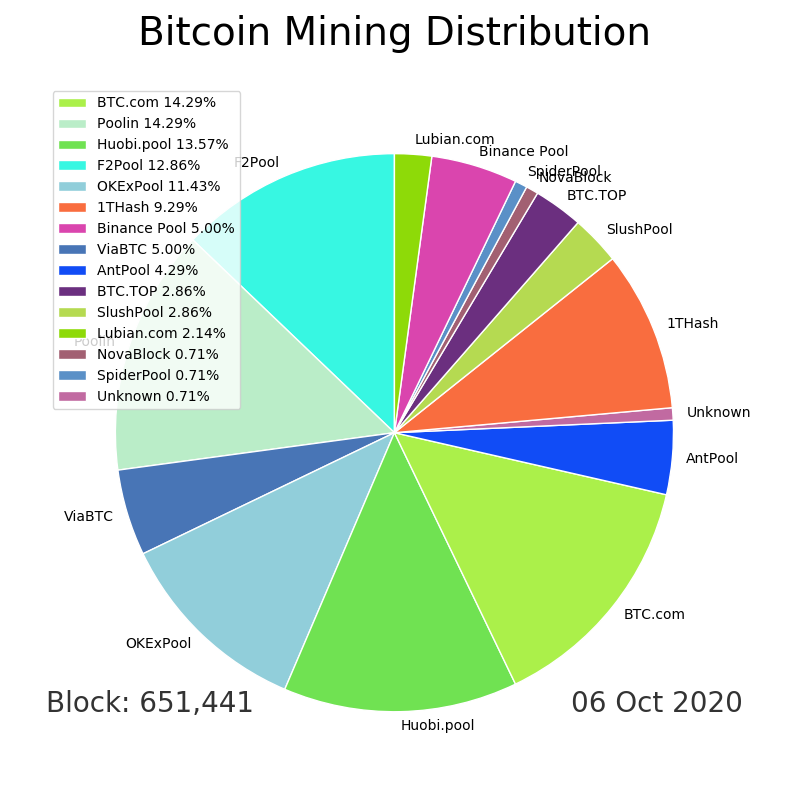 Bitcoin Mining Distribution
BTC.com 14.29%
Poolin 14.29%
Huobi.pool 13.57%
F2Pool 12.86%
OKExPool 11.43%
1THash 9.29%
Binance Pool 5.00%
ViaBTC 5.00%
AntPool 4.29%
BTC.TOP 2.86%
SlushPool 2.86%
Lubian.com 2.14%
NovaBlock 0.71%
SpiderPool 0.71%
Unknown 0.71%
Lubian.com
Binance Pool
SpiderPool
NovaBlock
BTC.TOP
SlushPool
1THash
Unknown
AntPool
BTC.com
Huobi.pool
OKExPool
ViaBTC
Poolin
F2Pool
Block: 651,441
06 Oct 2020